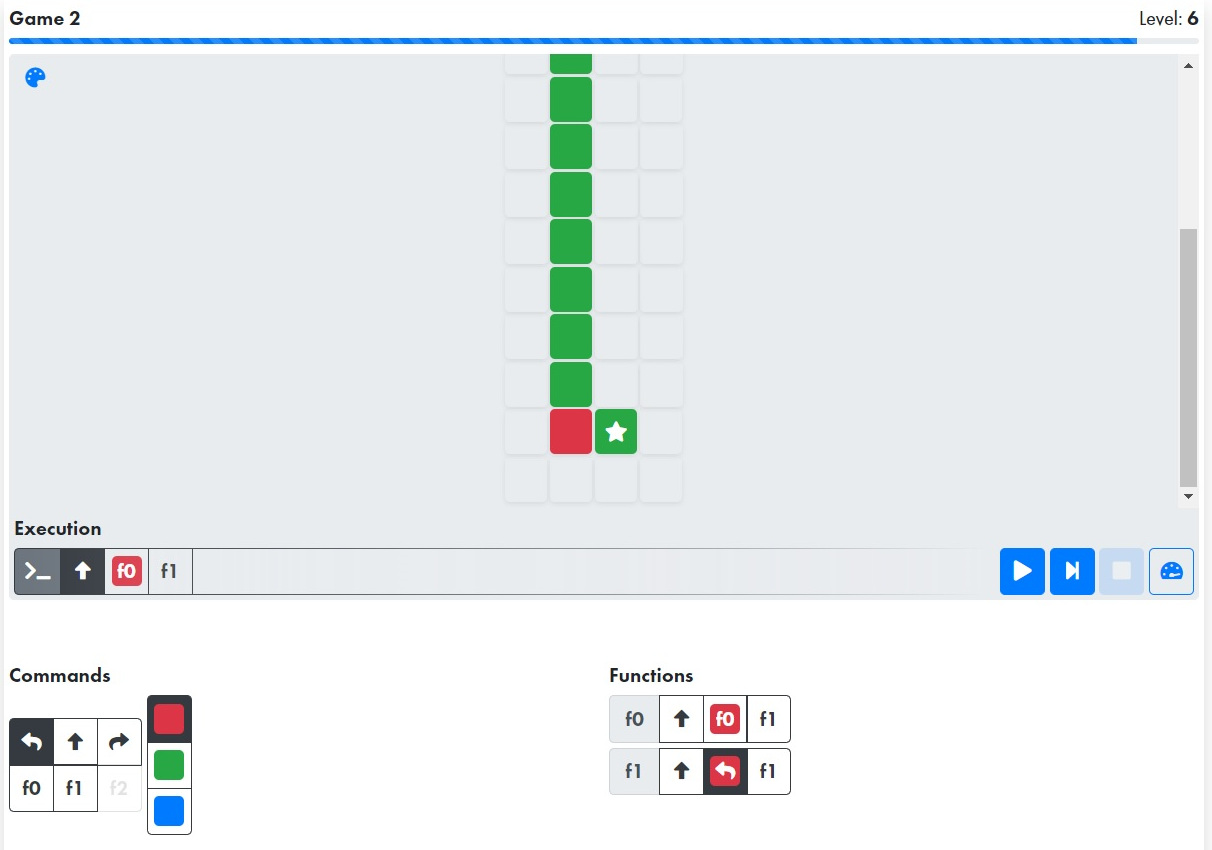 Game 2
Level: 6
Execution
>_ f0 f1
Commands
f0 f1 f2
Functions
f0 f0 f1
f1 f1